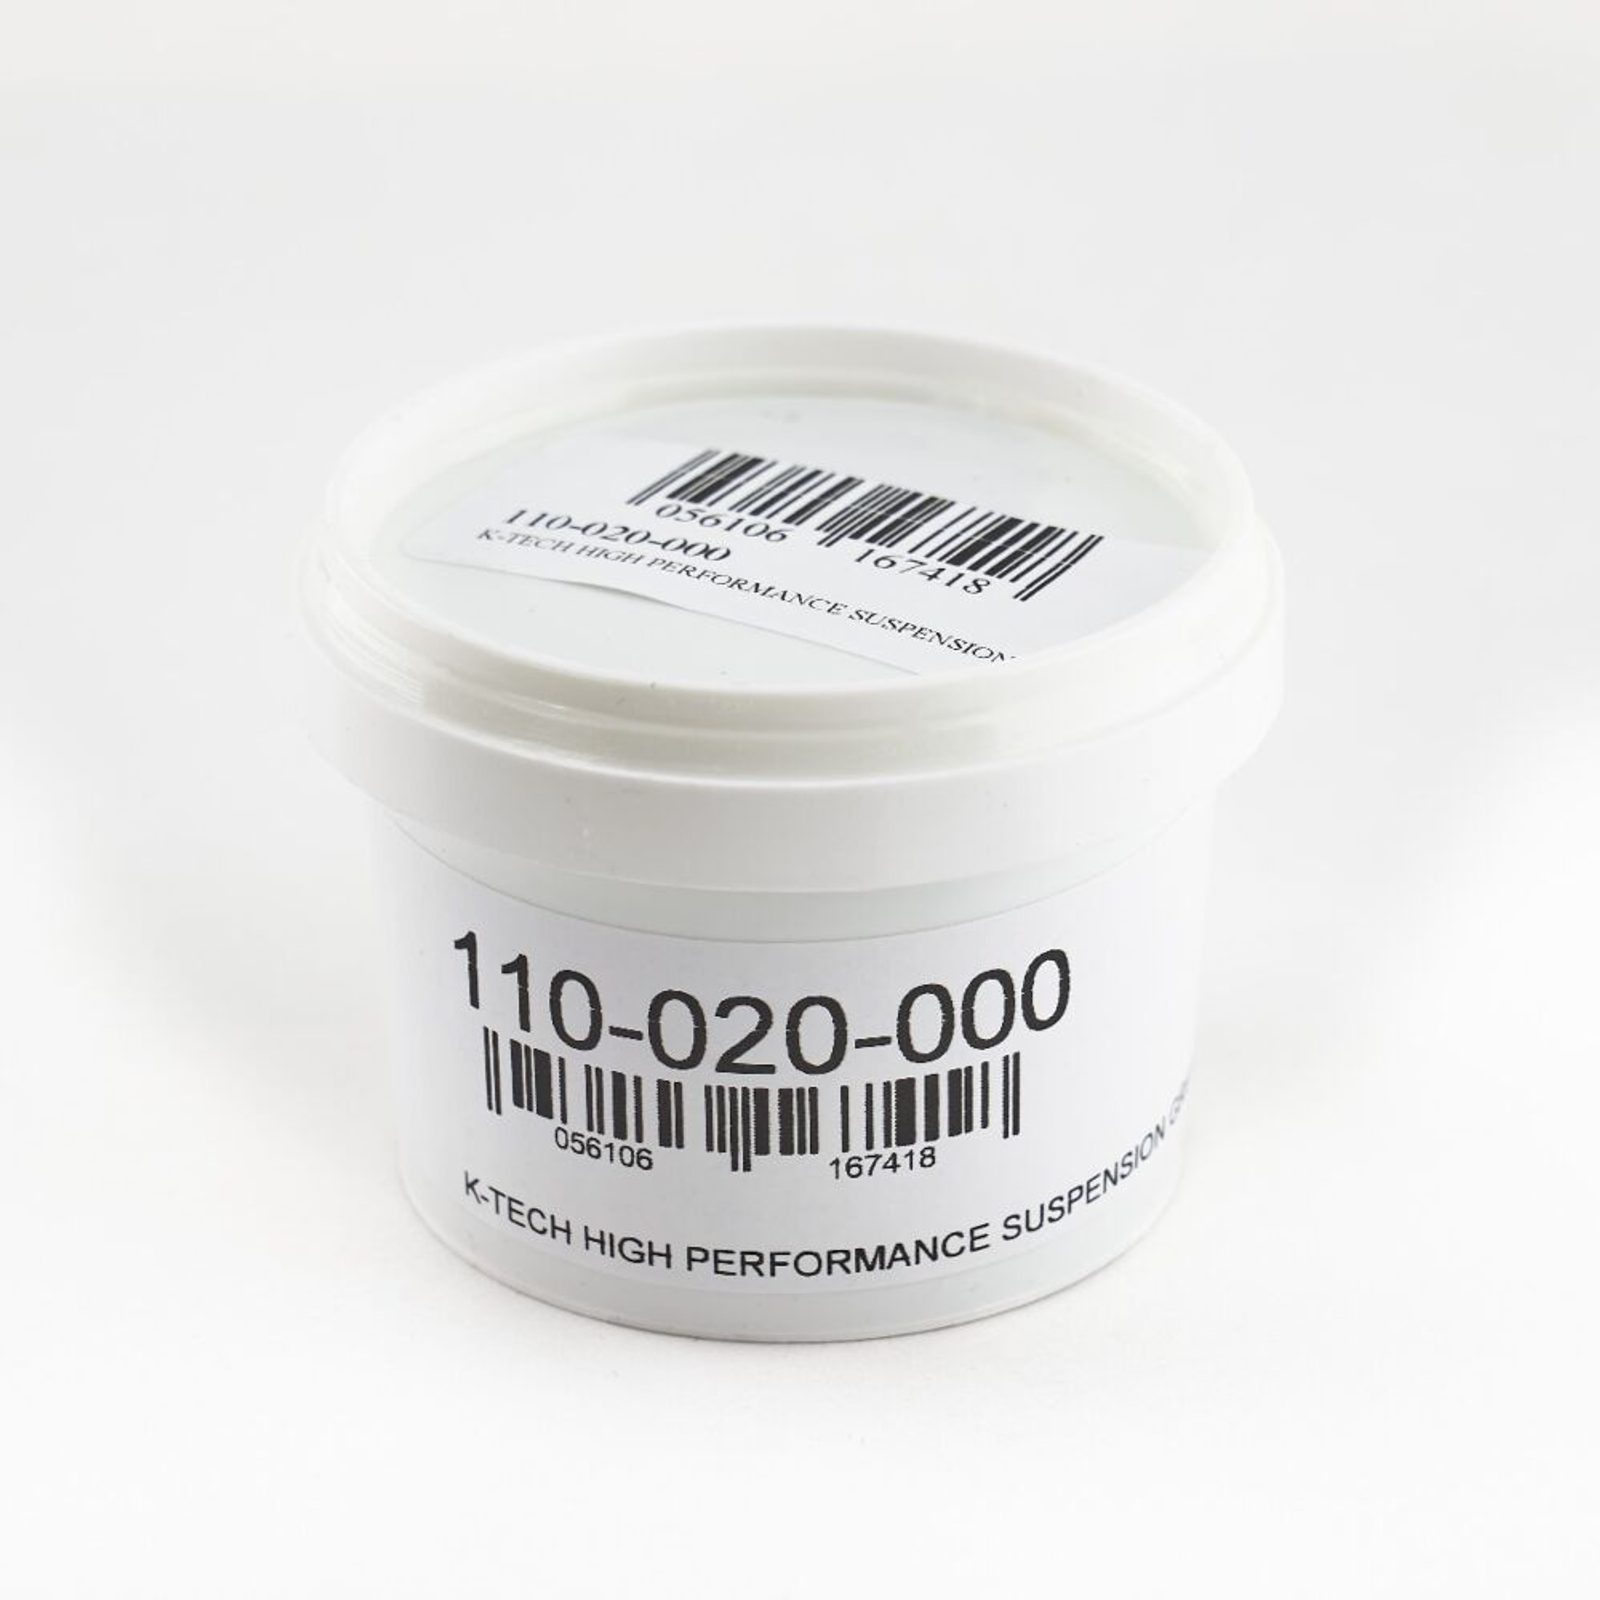 056106 167418
110-020-000
K-TECH HIGH PERFORMANCE SUSPENSION
110-020-000
056106 167418
K-TECH HIGH PERFORMANCE SUSPENSION